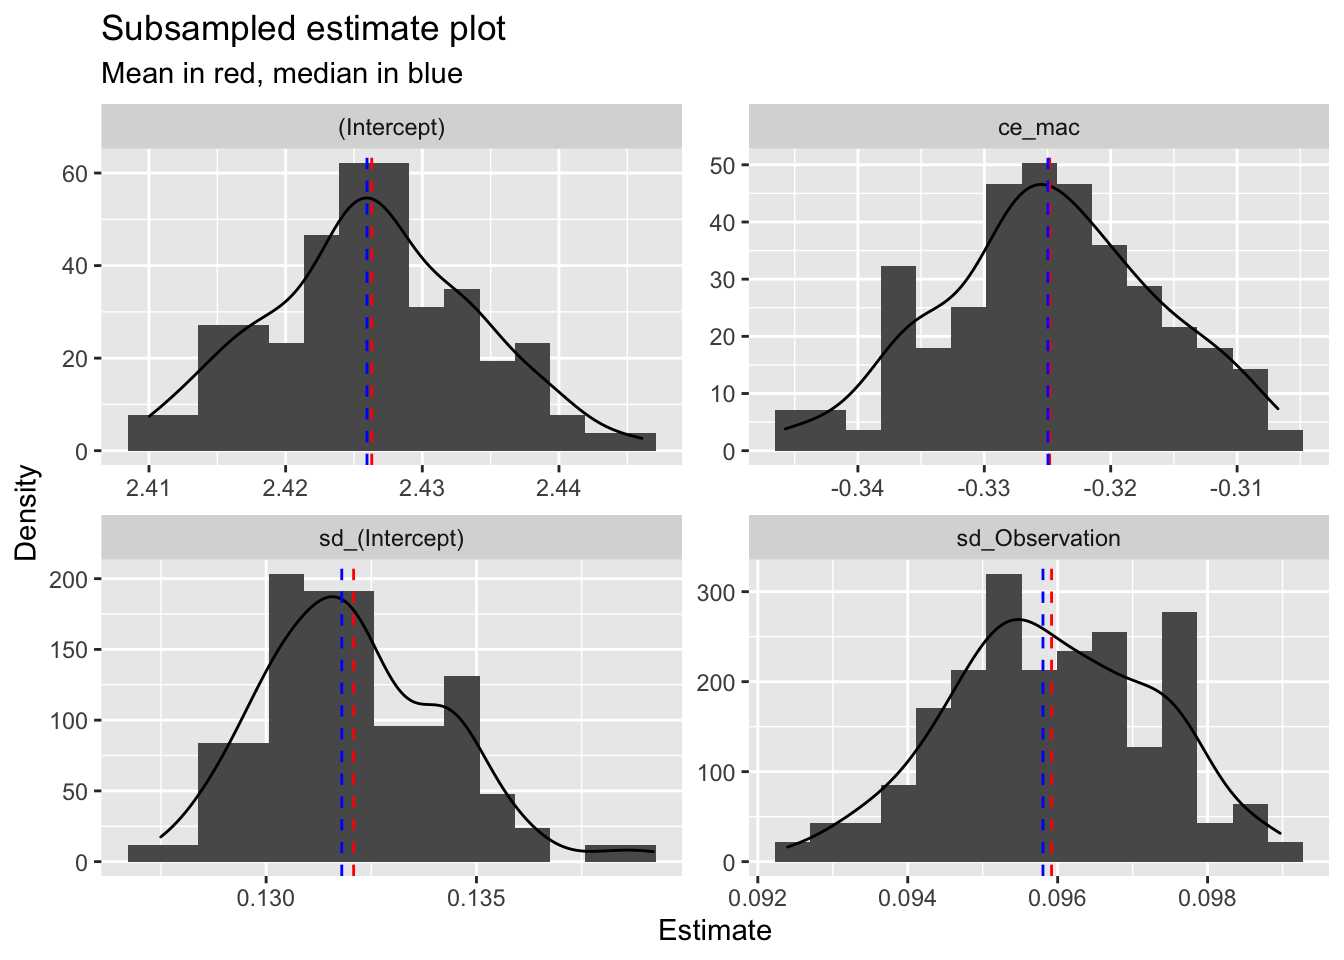 Subsampled estimate plot
Mean in red, median in blue
(Intercept)
ce_mac
60
40
20
0
2.41 2.42 2.43 2.44
50
40
30
20
10
0
-0.34 -0.33 -0.32 -0.31
Density
sd_(Intercept)
sd_Observation
200
150
100
50
0
0.130 0.135
300
200
100
0
0.092 0.094 0.096 0.098
Estimate